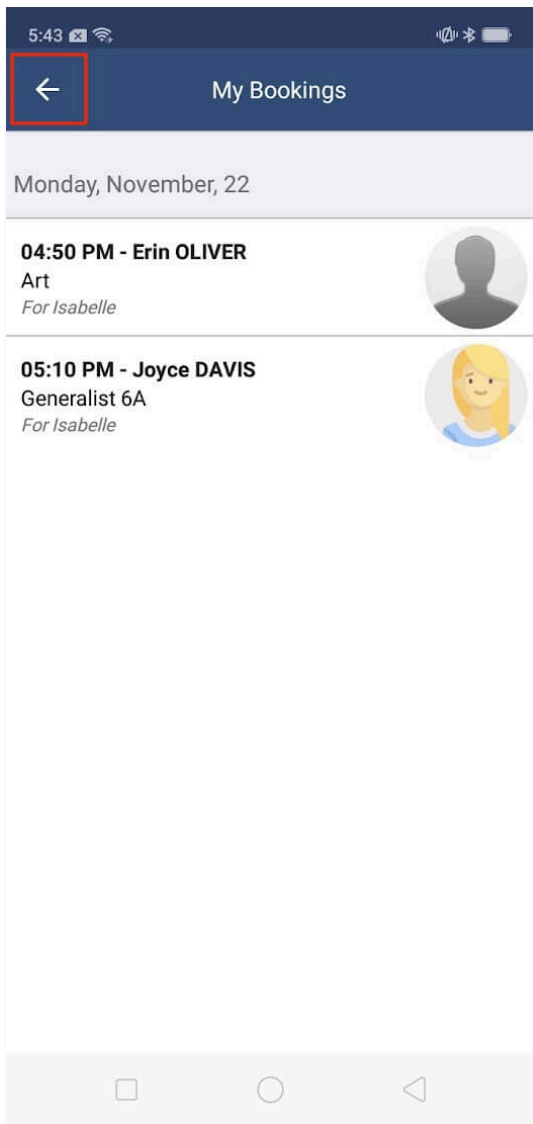 5:43
My Bookings
Monday, November, 22
04:50 PM - Erin OLIVER
Art
For Isabelle
05:10 PM - Joyce DAVIS
Generalist 6A
For Isabelle